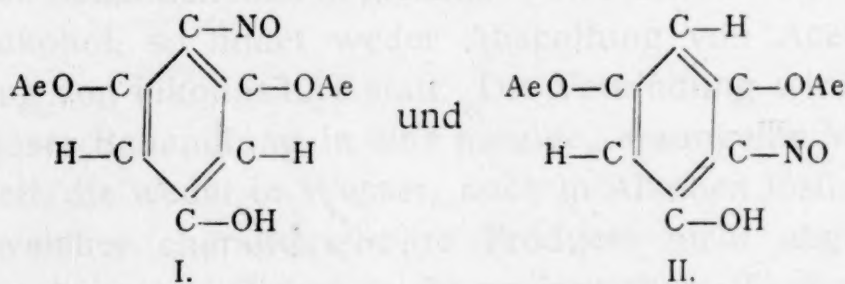 C—NO C—H
AeO—C C—OAe AeO—C C—OAe
und
H—C C—H H—C C—NO
C—OH C—OH
I. II.